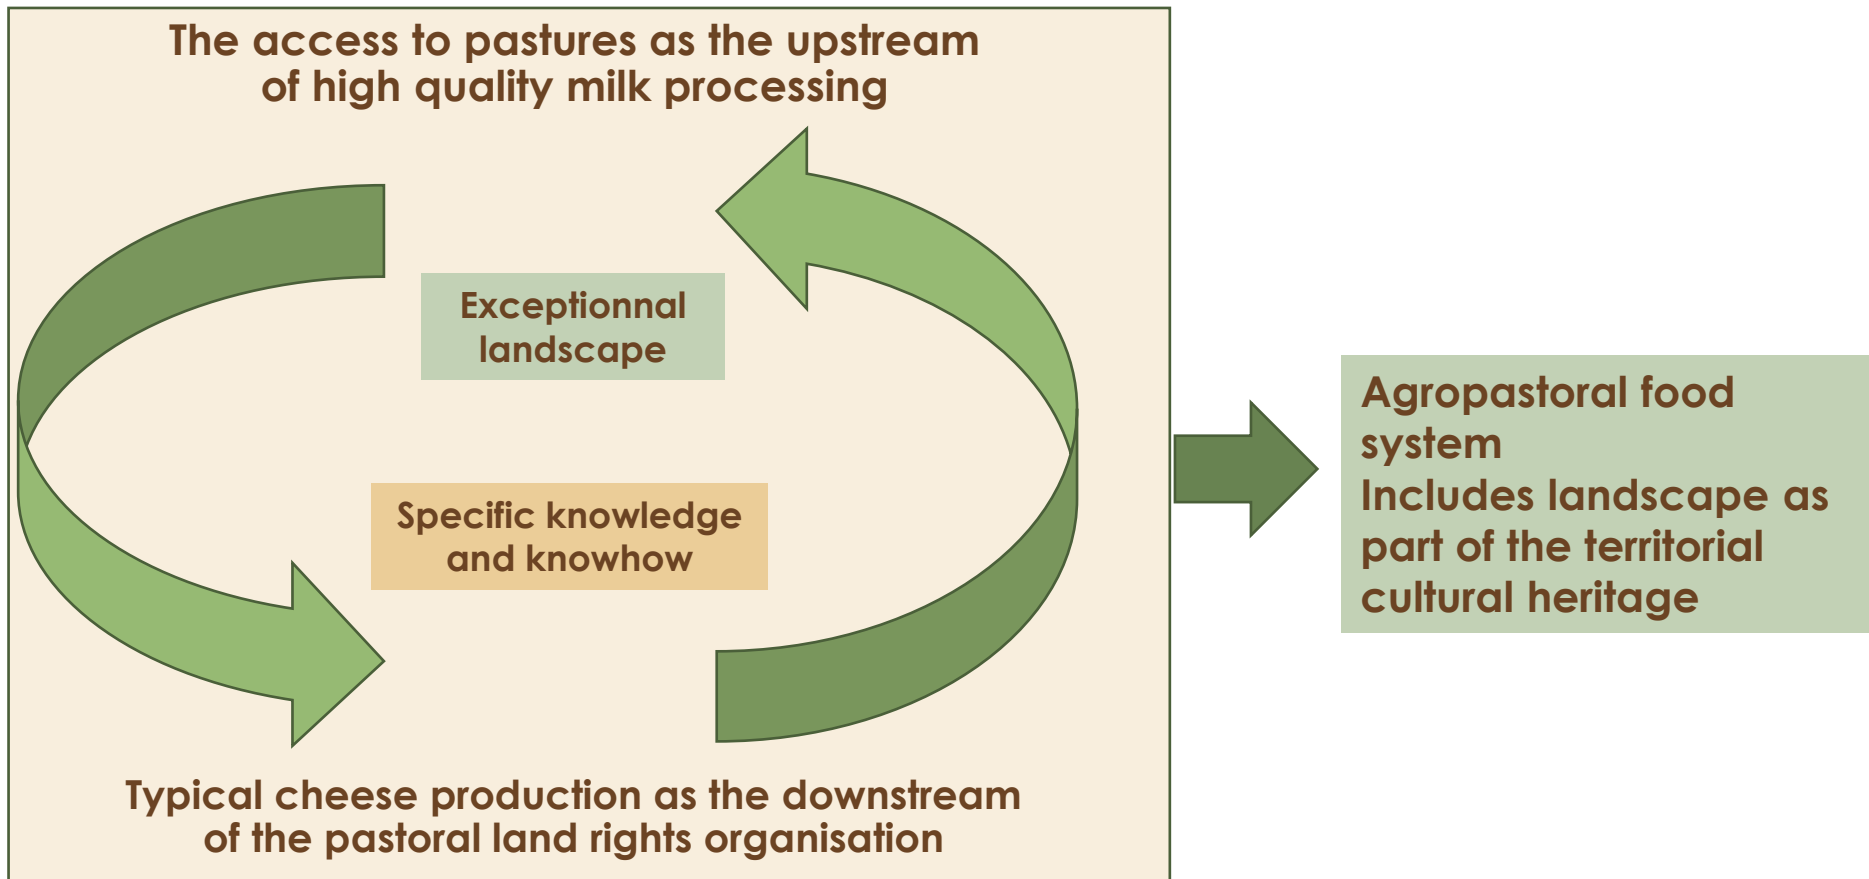 The access to pastures as the upstream
of high quality milk processing
Exceptionnal
landscape
Specific knowledge
and knowhow
Typical cheese production as the downstream
of the pastoral land rights organisation
Agropastoral food
system
Includes landscape as
part of the territorial
cultural heritage